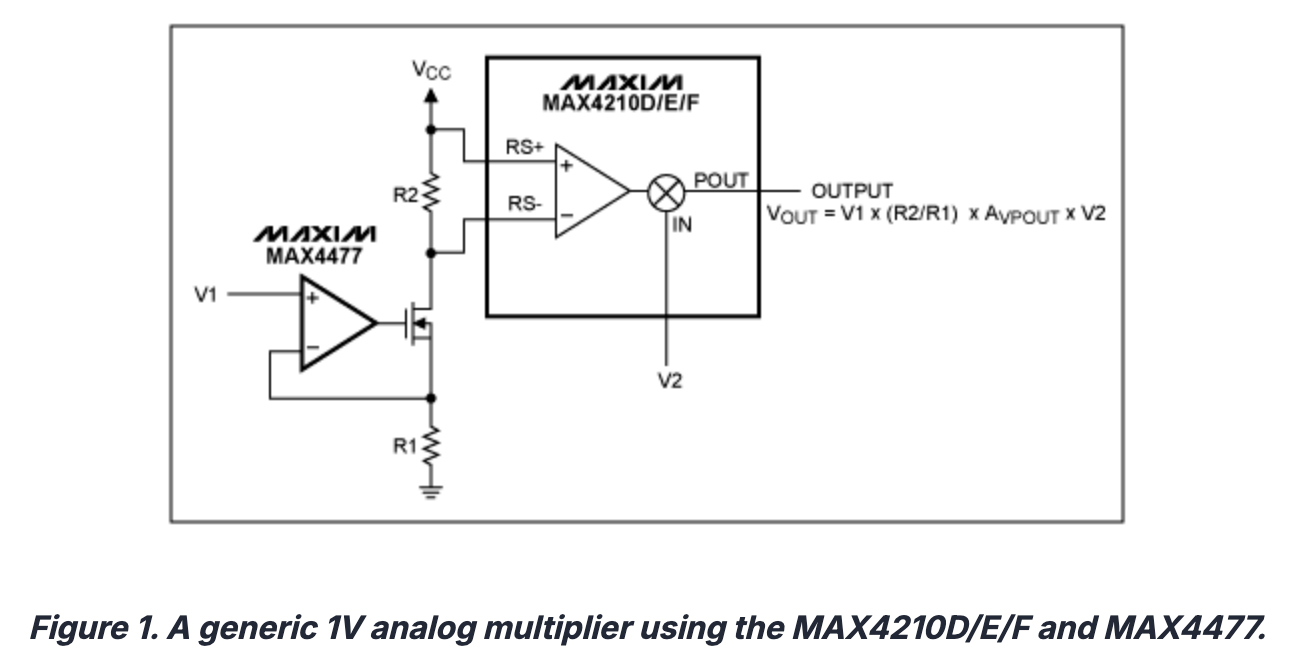 VCC
MAXIM
MAX4210D/E/F
RS+
+
R2
RS-
−
POUT
IN
OUTPUT
VOUT = V1 x (R2/R1) x AVPOUT x V2
MAXIM
MAX4477
V1
+
−
V2
R1
Figure 1. A generic 1V analog multiplier using the MAX4210D/E/F and MAX4477.